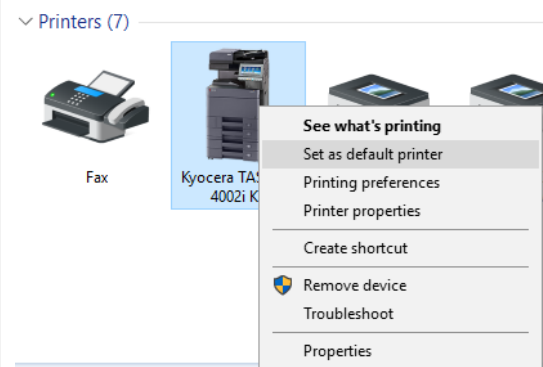 Printers (7)
Fax
Kyocera
4002i
See what's printing
Set as default printer
Printing preferences
Printer properties
Create shortcut
Remove device
Troubleshoot
Properties